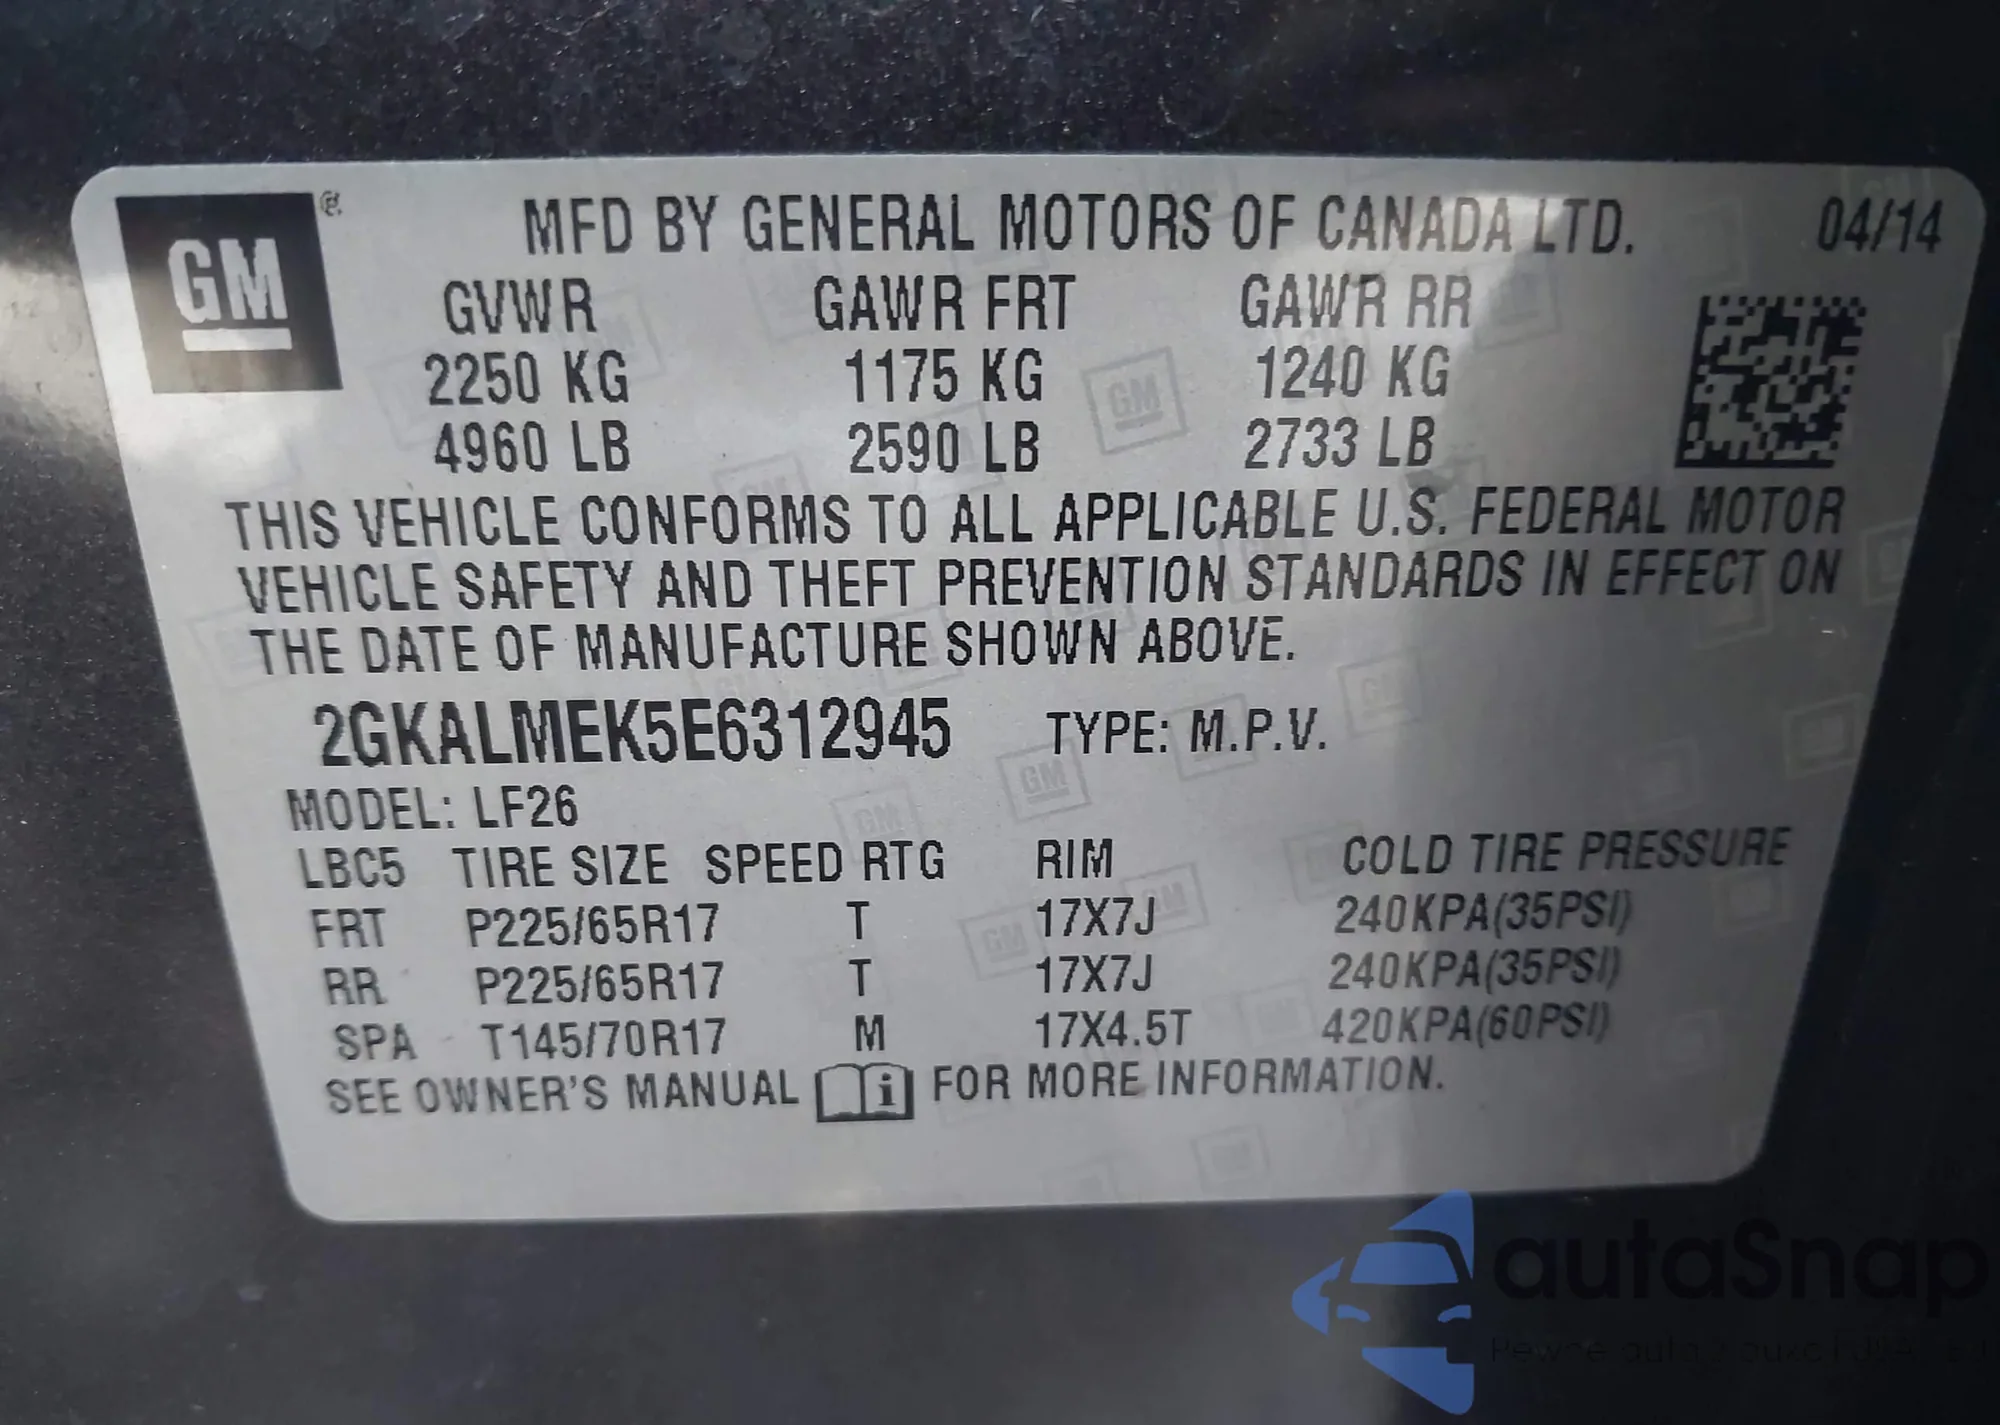 GM ®
MFD BY GENERAL MOTORS OF CANADA LTD. 04/14
GVWR GAWR FRT GAWR RR
2250 KG 1175 KG 1240 KG
4960 LB 2590 LB 2733 LB
THIS VEHICLE CONFORMS TO ALL APPLICABLE U.S. FEDERAL MOTOR
VEHICLE SAFETY AND THEFT PREVENTION STANDARDS IN EFFECT ON
THE DATE OF MANUFACTURE SHOWN ABOVE.
2GKALMEK5E6312945 TYPE: M.P.V.
MODEL: LF26
LBC5 TIRE SIZE SPEED RTG RIM COLD TIRE PRESSURE
FRT P225/65R17 T 17X7J 240KPA(35PSI)
RR P225/65R17 T 17X7J 240KPA(35PSI)
SPA T145/70R17 M 17X4.5T 420KPA(60PSI)
SEE OWNER'S MANUAL i FOR MORE INFORMATION.
autaSnap